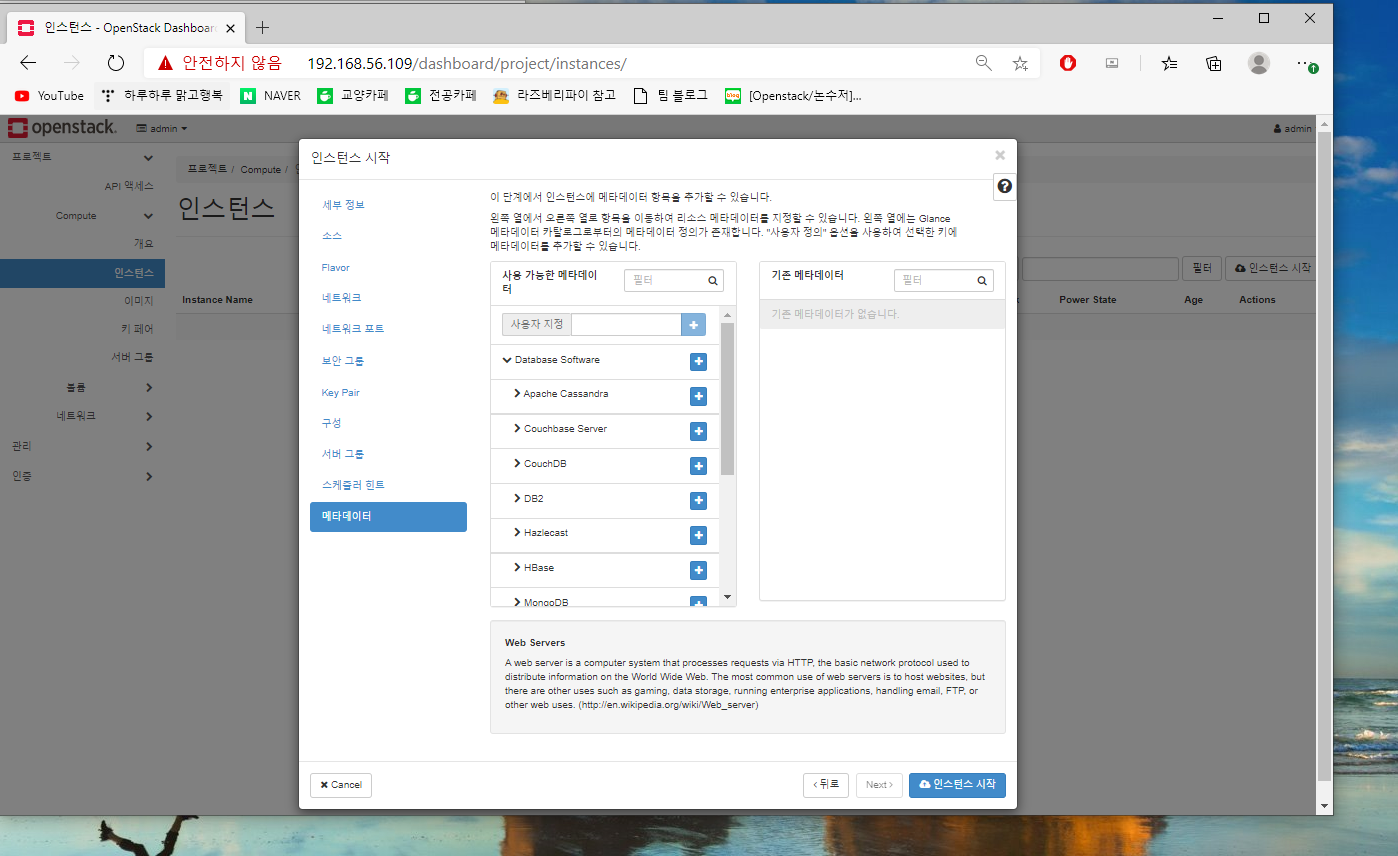 인스턴스 - OpenStack Dashboar
안전하지 않음 192.168.56.109/dashboard/project/instances/
YouTube 하루하루 맑고행복 NAVER 교양카페 전공카페 라즈베리파이 참고 팀 블로그 [Openstack/논수저]...
openstack. admin admin
프로젝트
API 액세스
Compute
개요
인스턴스
이미지
키 페어
서버 그룹
볼륨
네트워크
관리
인증
프로젝트 / Compute /
인스턴스
필터 인스턴스 시작
Instance Name Power State Age Actions
인스턴스 시작
세부 정보
소스
Flavor
네트워크
네트워크 포트
보안 그룹
Key Pair
구성
서버 그룹
스케줄러 힌트
메타데이터
이 단계에서 인스턴스에 메타데이터 항목을 추가할 수 있습니다.
왼쪽 열에서 오른쪽 열로 항목을 이동하여 리소스 메타데이터를 지정할 수 있습니다. 왼쪽 열에는 Glance
메타데이터 카탈로그로부터의 메타데이터 정의가 존재합니다. "사용자 정의" 옵션을 사용하여 선택한 키에
메타데이터를 추가할 수 있습니다.
사용 가능한 메타데이
터
필터
사용자 지정
Database Software
Apache Cassandra
Couchbase Server
CouchDB
DB2
Hazlecast
HBase
MongoDB
기존 메타데이터 필터
기존 메타데이터가 없습니다.
Web Servers
A web server is a computer system that processes requests via HTTP, the basic network protocol used to
distribute information on the World Wide Web. The most common use of web servers is to host websites, but
there are other uses such as gaming, data storage, running enterprise applications, handling email, FTP, or
other web uses. (http://en.wikipedia.org/wiki/Web_server)
Cancel ‹ 뒤로 Next › 인스턴스 시작